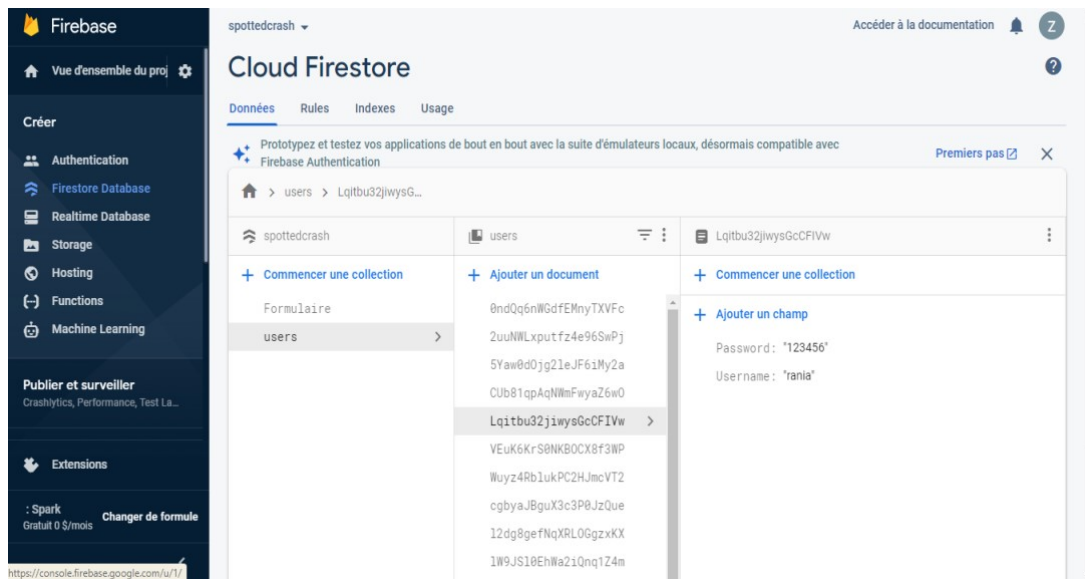 Firebase
spottedcrash
Accéder à la documentation
Z
Vue d'ensemble du proj
Cloud Firestore
?
Données Rules Indexes Usage
Créer
Prototypez et testez vos applications de bout en bout avec la suite d'émulateurs locaux, désormais compatible avec
Firebase Authentication
Premiers pas
Authentication
Firestore Database
Realtime Database
Storage
Hosting
Functions
Machine Learning
Publier et surveiller
Crashlytics, Performance, Test La...
Extensions
: Spark
Gratuit 0 $/mois
Changer de formule
https://console.firebase.google.com/u/1/
> users > Lqitbu32jiwysG...
spottedcrash
+ Commencer une collection
Formulaire
users
users
+ Ajouter un document
0ndQq6nWGdfEMnyTXVFc
2uuNWLxputfz4e96SwPj
5Yaw0dOjg2leJF6iMy2a
CUb81qpAqNWmFwyaZ6wO
Lqitbu32jiwysGcCFIVw
VEuK6KrS0NKBOCX8f3WP
Wuyz4RblukPC2HJmcVT2
cgbyaJBguX3c3P0JzQue
l2dg8gefNqXRLOGgzxKX
lW9JSl0EhWa2iQnq1Z4m
Lqitbu32jiwysGcCFIVw
+ Commencer une collection
+ Ajouter un champ
Password: "123456"
Username: "rania"